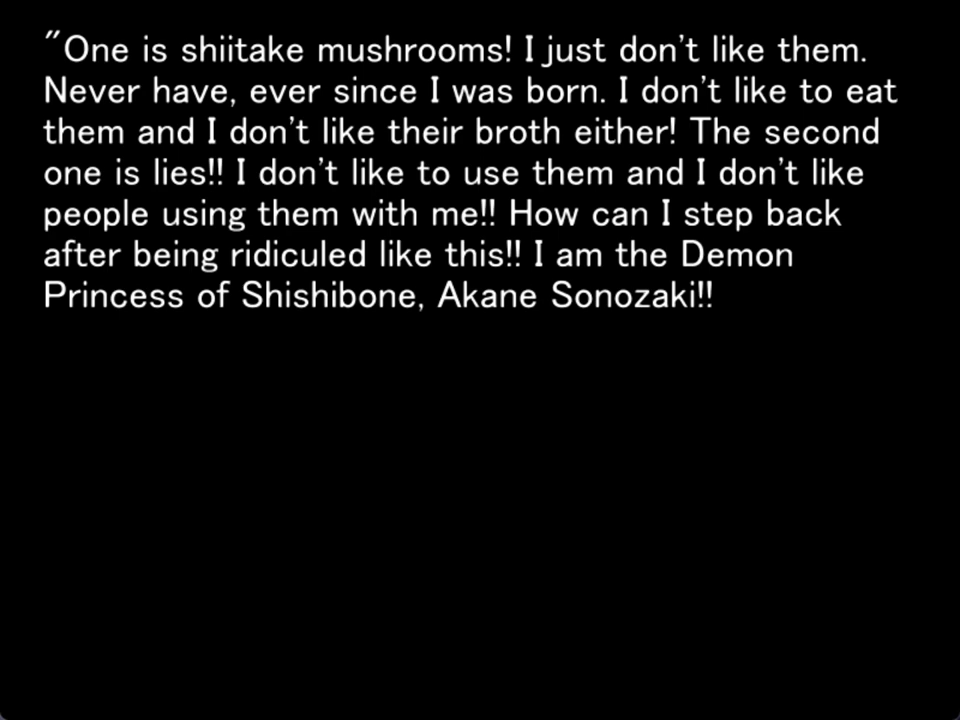 "One is shiitake mushrooms! I just don't like them.
Never have, ever since I was born. I don't like to eat
them and I don't like their broth either! The second
one is lies!! I don't like to use them and I don't like
people using them with me!! How can I step back
after being ridiculed like this!! I am the Demon
Princess of Shishibone, Akane Sonozaki!!